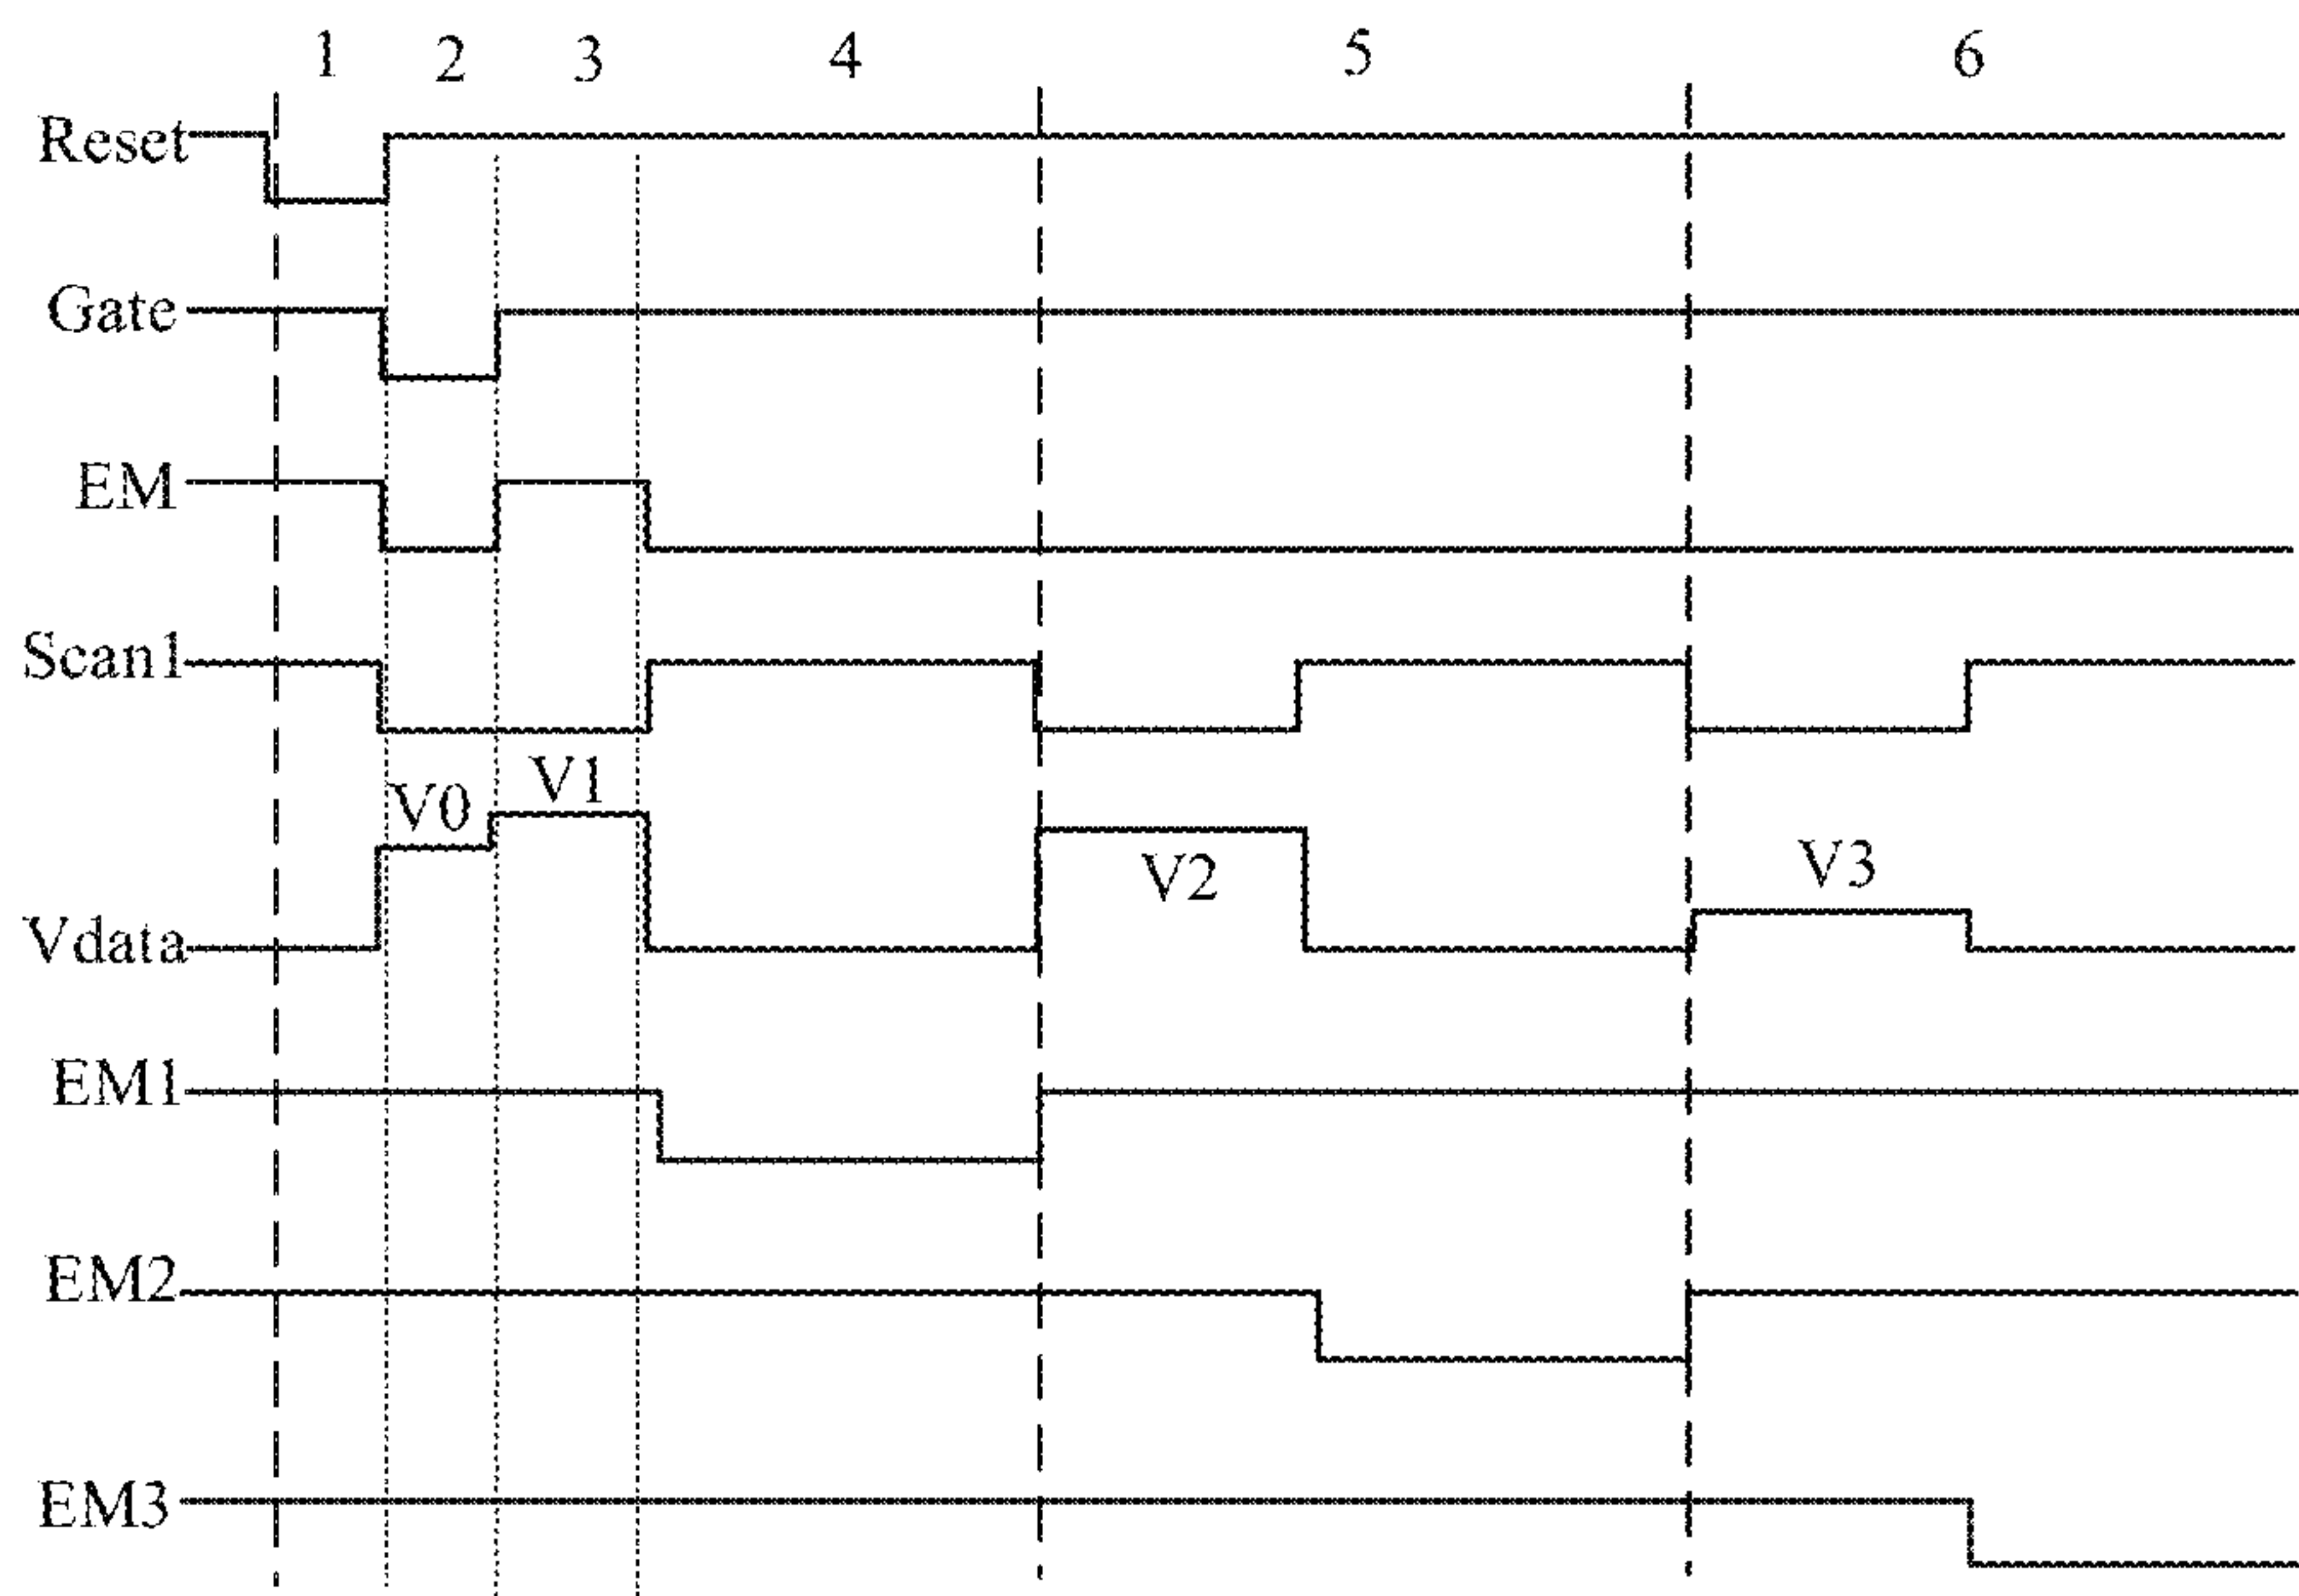 1 2 3 4 5 6
Reset
Gate
EM
Scan1
V0 V1 V2 V3
Vdata
EM1
EM2
EM3